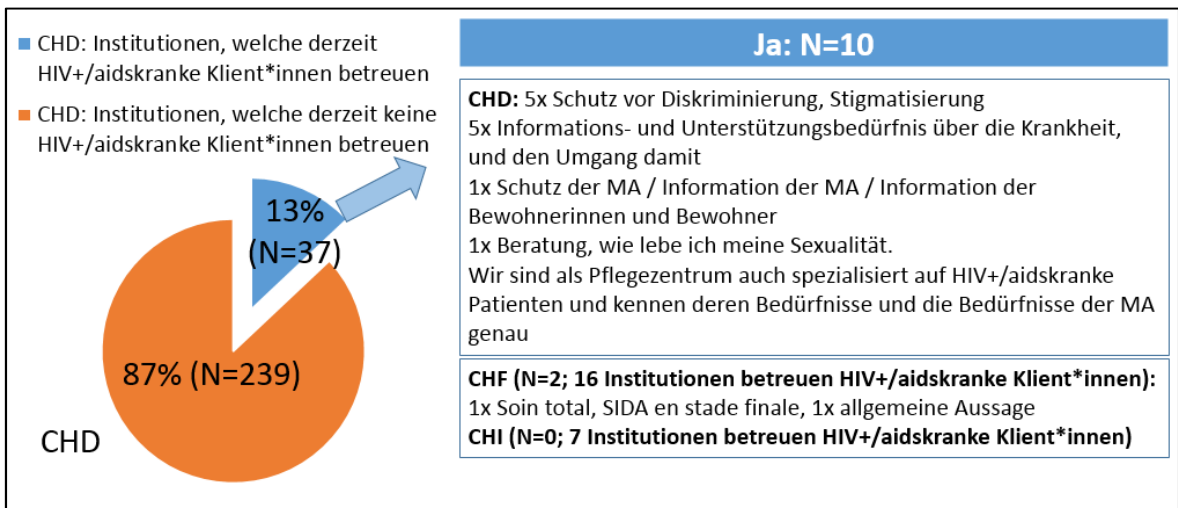 CHD: Institutionen, welche derzeit
HIV+/aidskranke Klient*innen betreuen
CHD: Institutionen, welche derzeit keine
HIV+/aidskranke Klient*innen betreuen
13%
(N=37)
87% (N=239)
CHD
Ja: N=10
CHD: 5x Schutz vor Diskriminierung, Stigmatisierung
5x Informations- und Unterstützungsbedürfnis über die Krankheit,
und den Umgang damit
1x Schutz der MA / Information der MA / Information der
Bewohnerinnen und Bewohner
1x Beratung, wie lebe ich meine Sexualität.
Wir sind als Pflegezentrum auch spezialisiert auf HIV+/aidskranke
Patienten und kennen deren Bedürfnisse und die Bedürfnisse der MA
genau
CHF (N=2; 16 Institutionen betreuen HIV+/aidskranke Klient*innen):
1x Soin total, SIDA en stade finale, 1x allgemeine Aussage
CHI (N=0; 7 Institutionen betreuen HIV+/aidskranke Klient*innen)